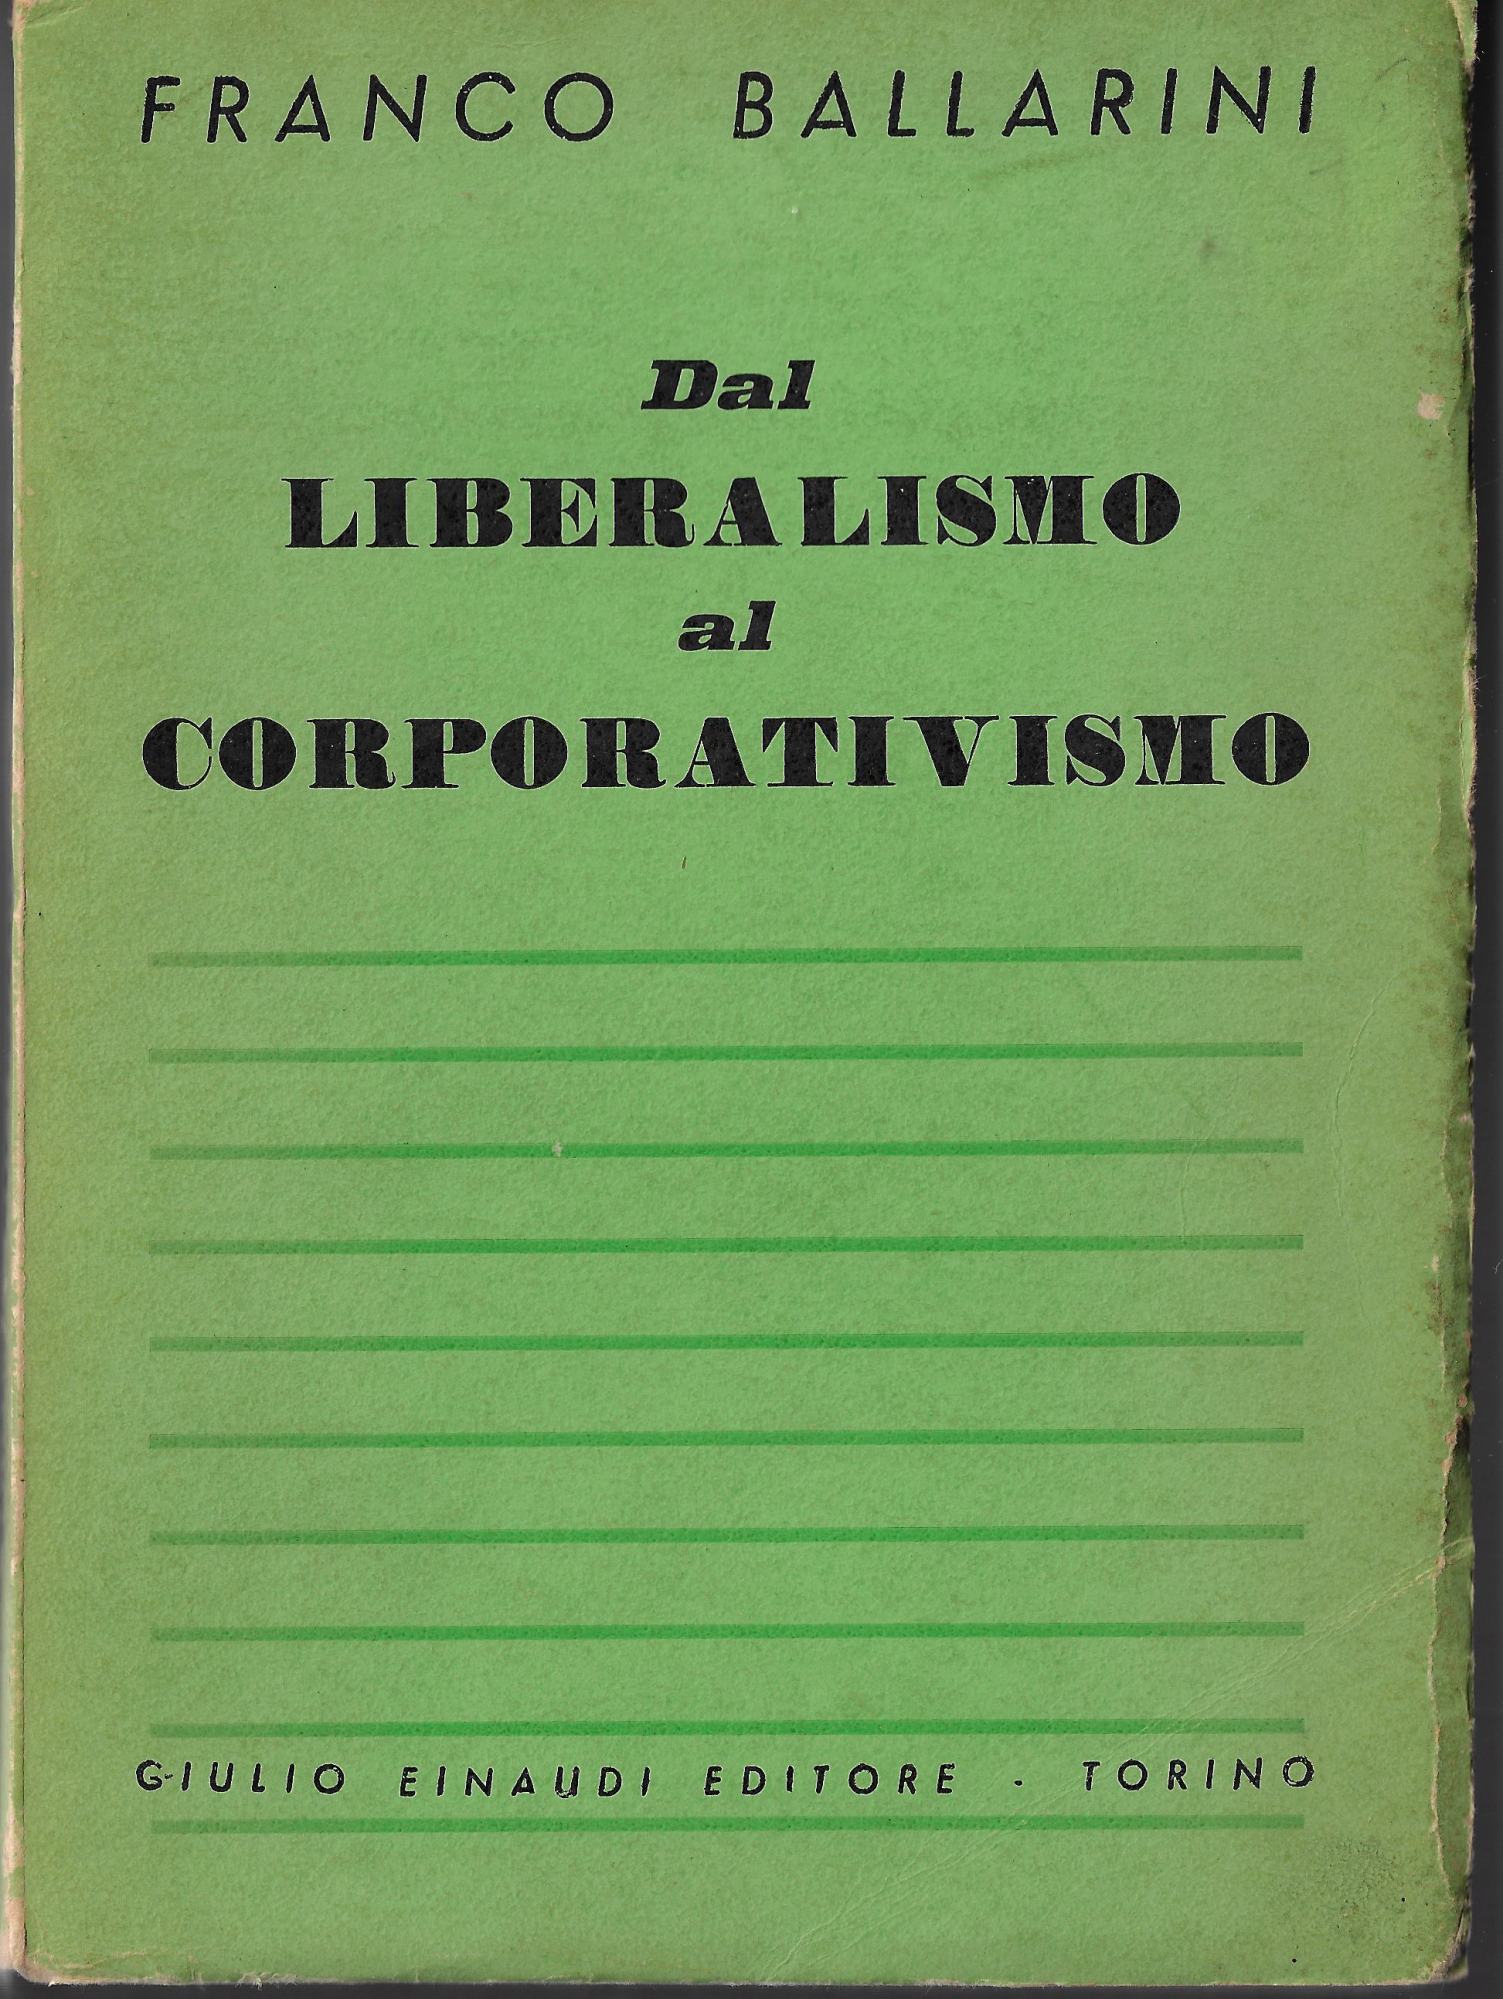 FRANCO BALLARINI
Dal
LIBERALISMO
al
CORPORATIVISMO
GIULIO EINAUDI EDITORE - TORINO